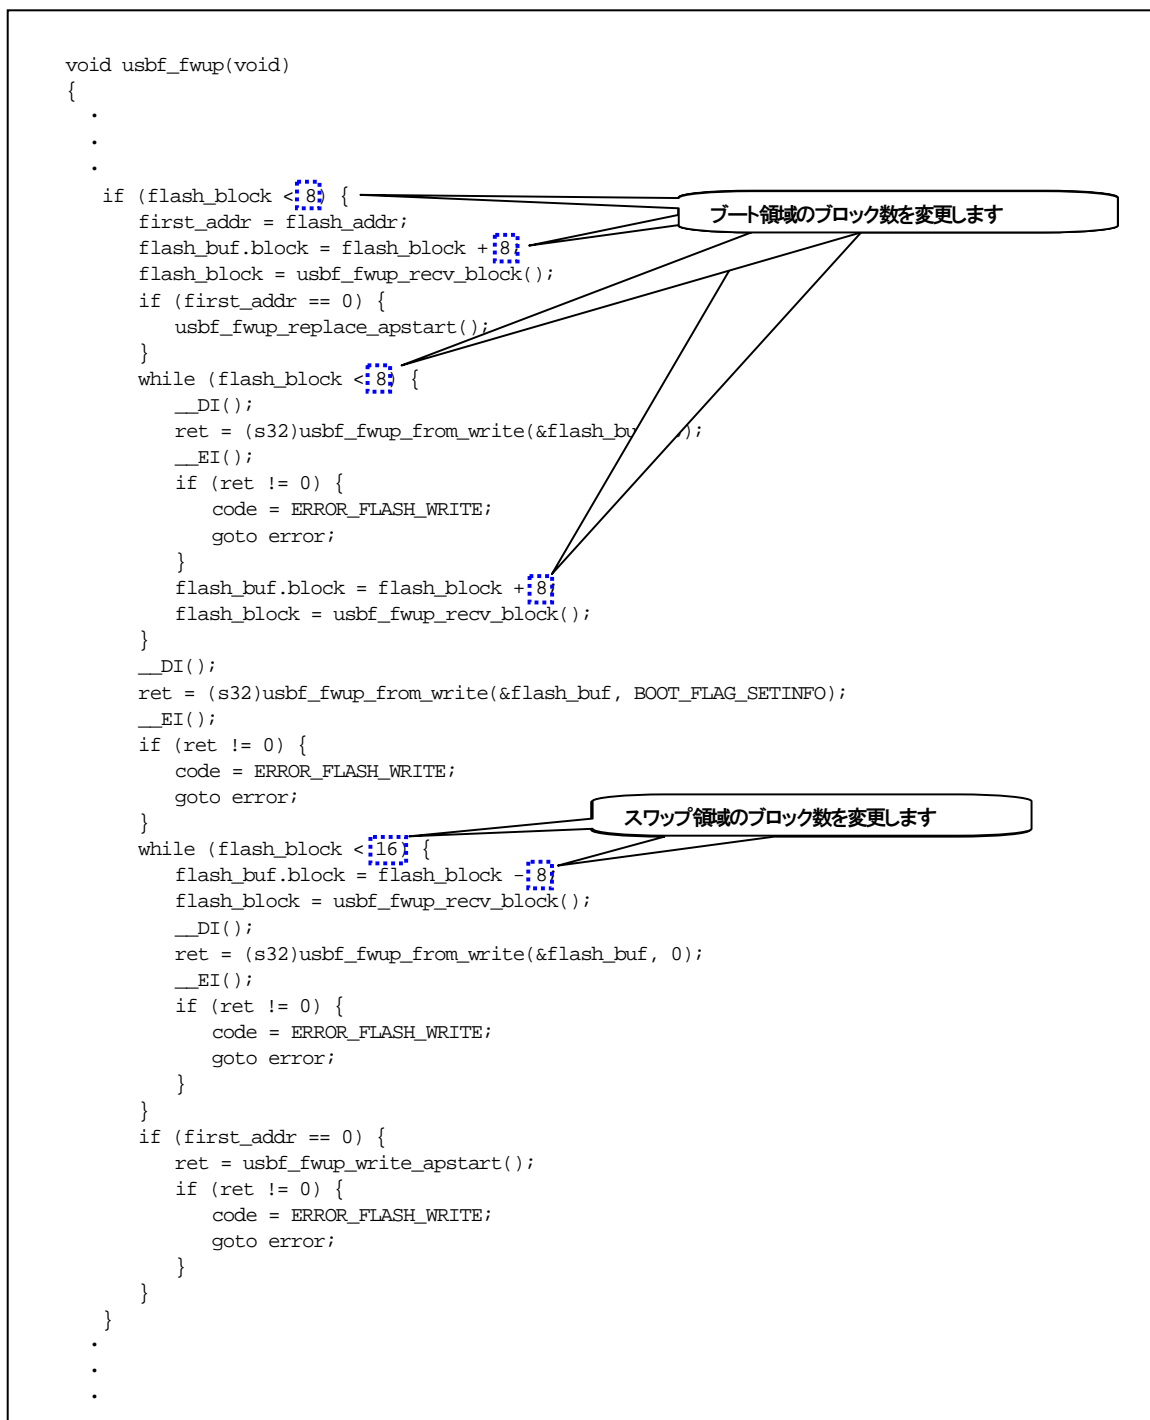 void usbf_fwup(void)
{
.
.
.
if (flash_block < 8) {
ブート領域のブロック数を変更します
first_addr = flash_addr;
flash_buf.block = flash_block + 8;
flash_block = usbf_fwup_recv_block();
if (first_addr == 0) {
usbf_fwup_replace_apstart();
}
while (flash_block < 8) {
__DI();
ret = (s32)usbf_fwup_from_write(&flash_bu );
__EI();
if (ret != 0) {
code = ERROR_FLASH_WRITE;
goto error;
}
flash_buf.block = flash_block + 8;
flash_block = usbf_fwup_recv_block();
}
__DI();
ret = (s32)usbf_fwup_from_write(&flash_buf, BOOT_FLAG_SETINFO);
__EI();
if (ret != 0) {
code = ERROR_FLASH_WRITE;
goto error;
}
スワップ領域のブロック数を変更します
while (flash_block < 16) {
flash_buf.block = flash_block - 8;
flash_block = usbf_fwup_recv_block();
__DI();
ret = (s32)usbf_fwup_from_write(&flash_buf, 0);
__EI();
if (ret != 0) {
code = ERROR_FLASH_WRITE;
goto error;
}
}
if (first_addr == 0) {
ret = usbf_fwup_write_apstart();
if (ret != 0) {
code = ERROR_FLASH_WRITE;
goto error;
}
}
}
.
.
.